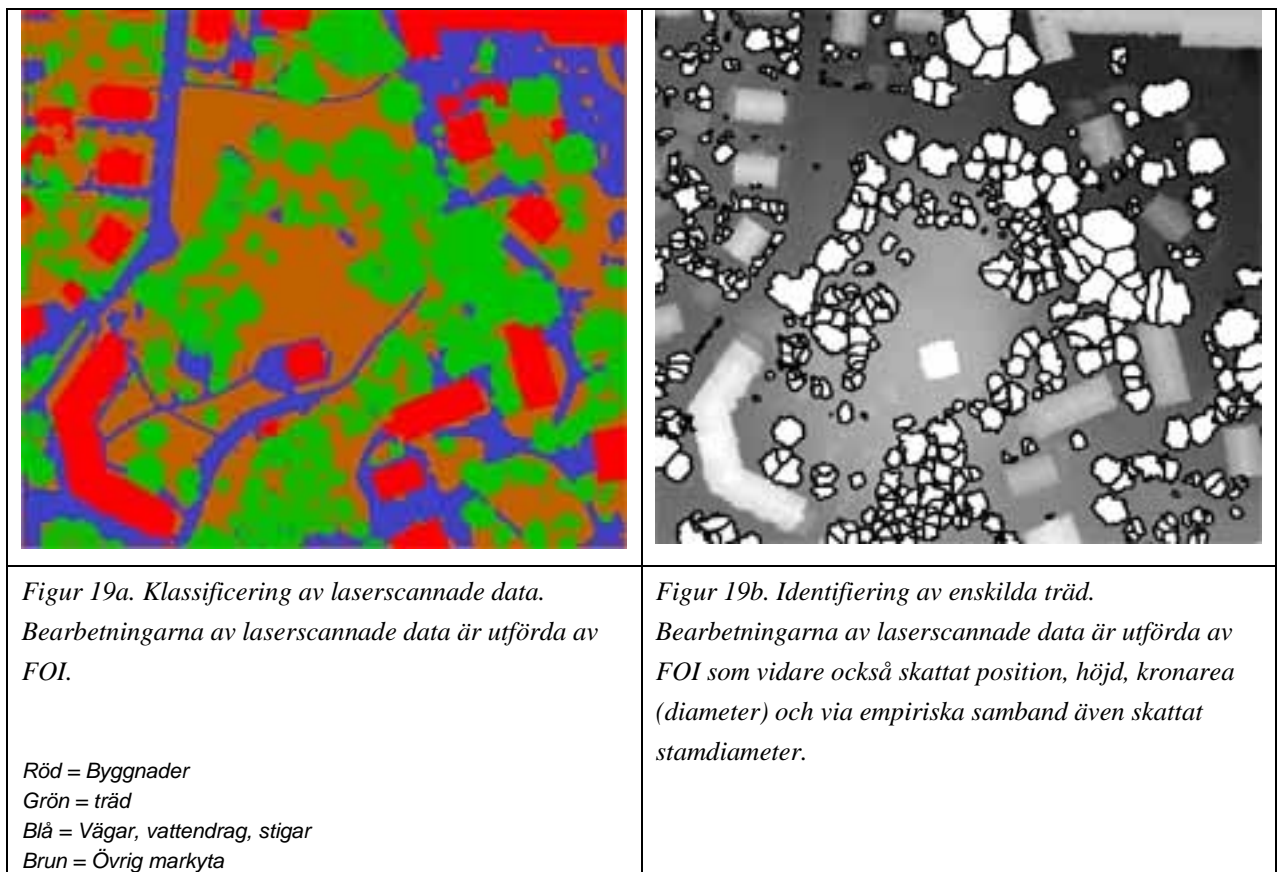 Figur 19a. Klassificering av laserscannade data.
Bearbetningarna av laserscannade data är utförda av
FOI.
Röd = Byggnader
Grön = träd
Blå = Vägar, vattendrag, stigar
Brun = Övrig markyta
Figur 19b. Identifiering av enskilda träd.
Bearbetningarna av laserscannade data är utförda av
FOI som vidare också skattat position, höjd, kronarea
(diameter) och via empiriska samband även skattat
stamdiameter.